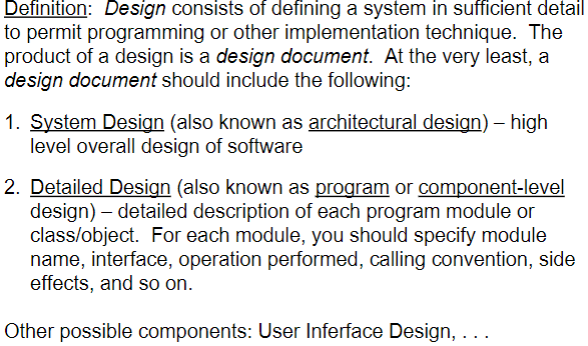 Definition: Design consists of defining a system in sufficient detail
to permit programming or other implementation technique. The
product of a design is a design document. At the very least, a
design document should include the following:
1. System Design (also known as architectural design) – high
level overall design of software
2. Detailed Design (also known as program or component-level
design) – detailed description of each program module or
class/object. For each module, you should specify module
name, interface, operation performed, calling convention, side
effects, and so on.
Other possible components: User Inferface Design, . . .